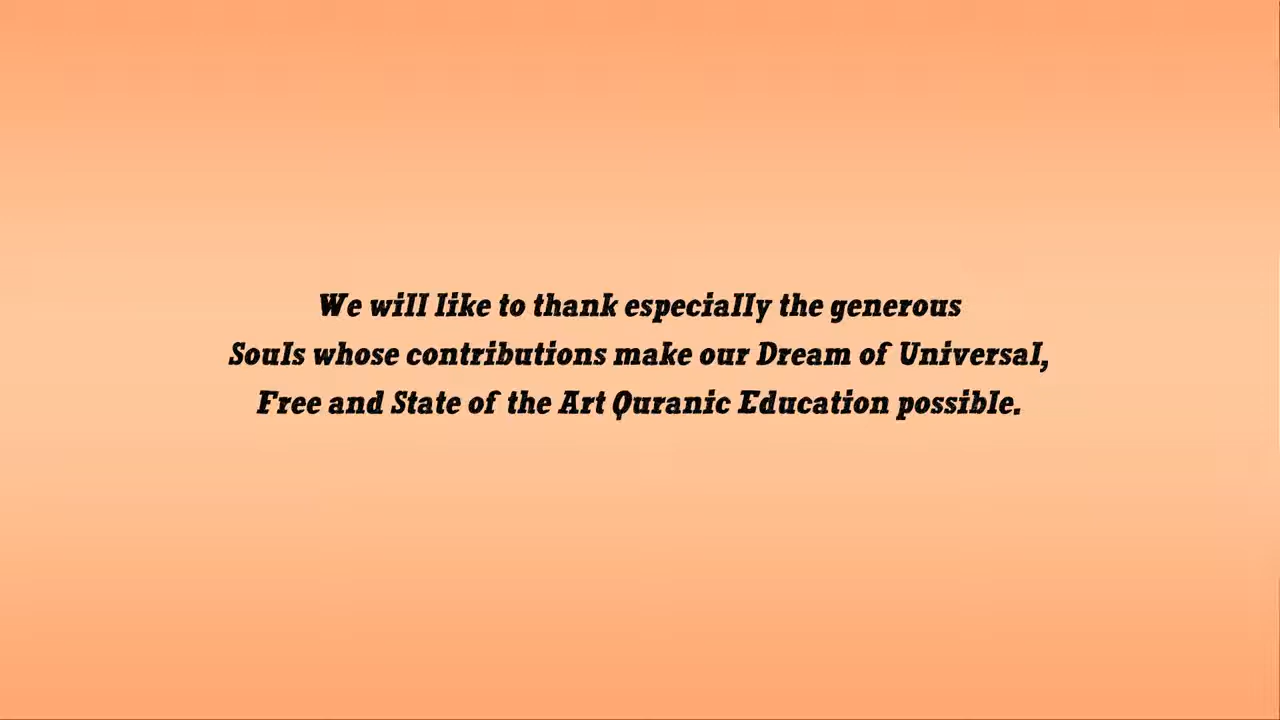 We will like to thank especially the generous
Souls whose contributions make our Dream of Universal,
Free and State of the Art Quranic Education possible.